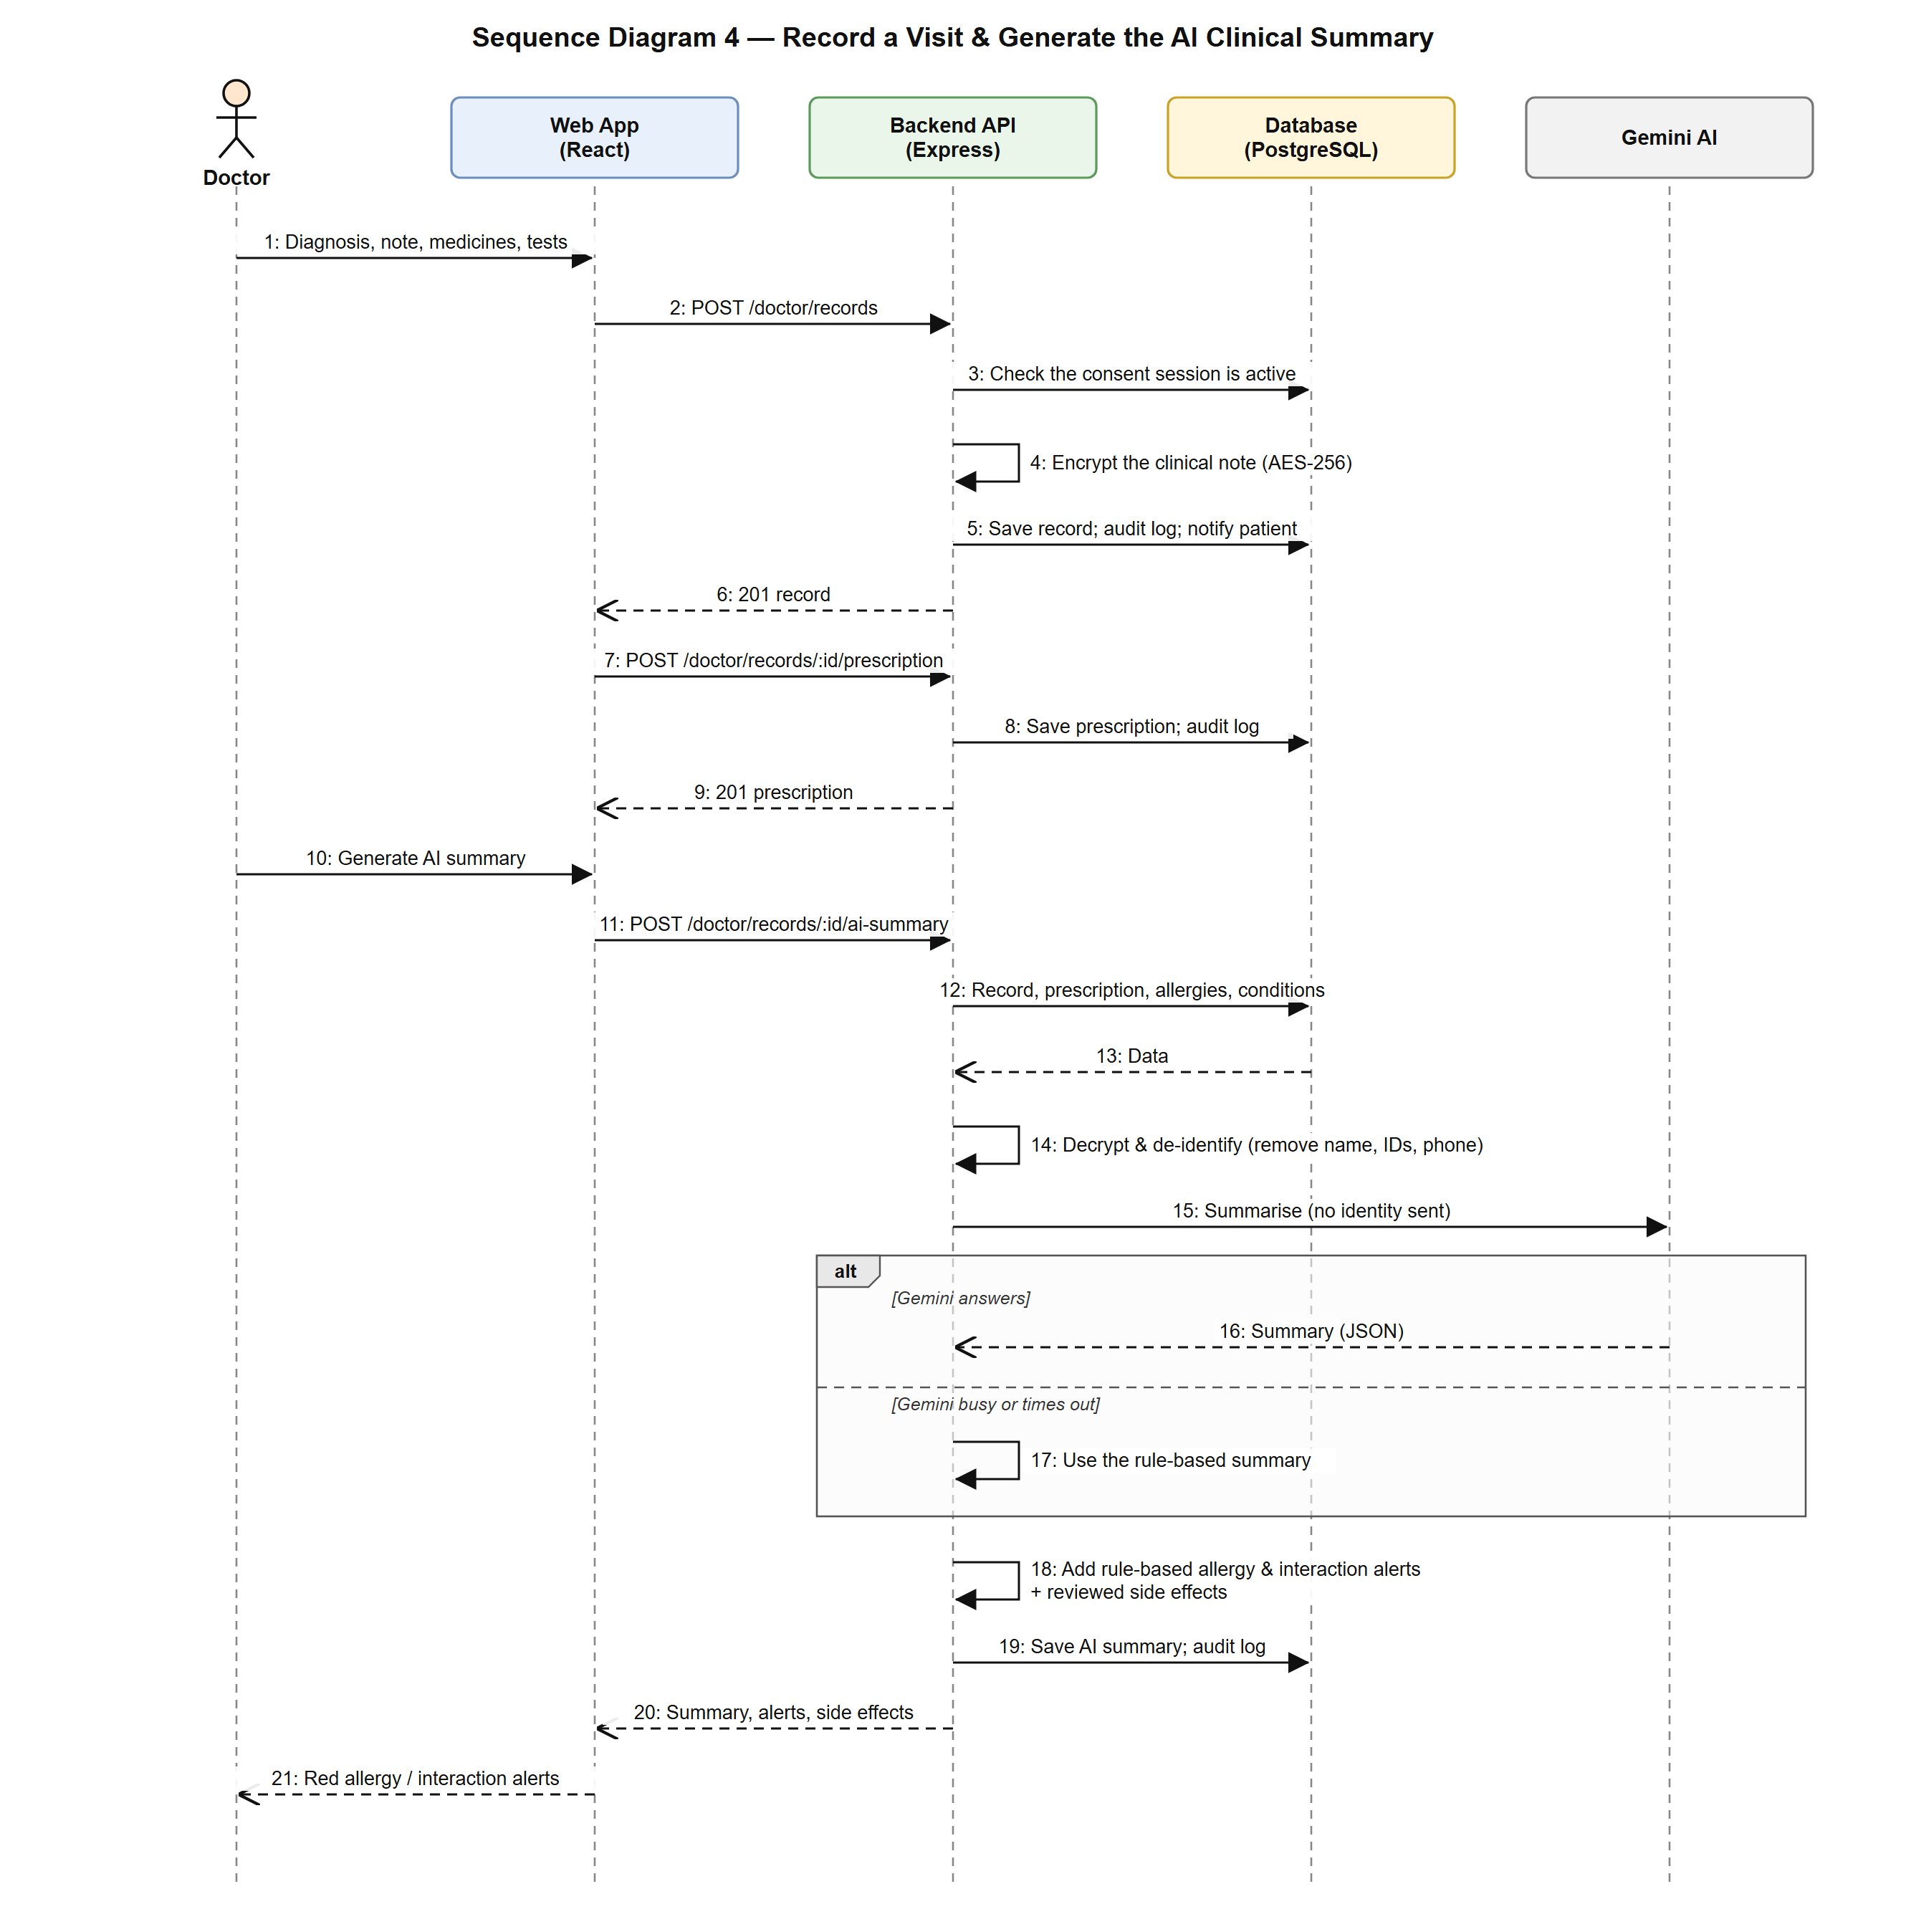 Sequence Diagram 4 — Record a Visit & Generate the AI Clinical Summary
Doctor
Web App
(React)
Backend API
(Express)
Database
(PostgreSQL)
Gemini AI
1: Diagnosis, note, medicines, tests
2: POST /doctor/records
3: Check the consent session is active
4: Encrypt the clinical note (AES-256)
5: Save record; audit log; notify patient
6: 201 record
7: POST /doctor/records/:id/prescription
8: Save prescription; audit log
9: 201 prescription
10: Generate AI summary
11: POST /doctor/records/:id/ai-summary
12: Record, prescription, allergies, conditions
13: Data
14: Decrypt & de-identify (remove name, IDs, phone)
15: Summarise (no identity sent)
alt
[Gemini answers]
16: Summary (JSON)
[Gemini busy or times out]
17: Use the rule-based summary
18: Add rule-based allergy & interaction alerts
+ reviewed side effects
19: Save AI summary; audit log
20: Summary, alerts, side effects
21: Red allergy / interaction alerts